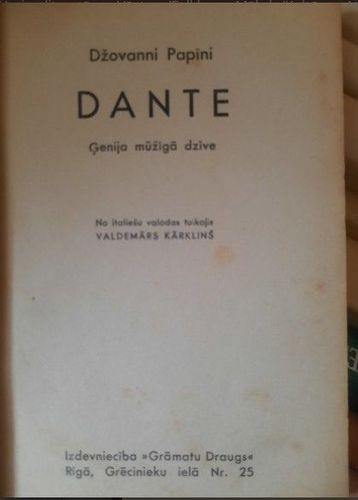 Džovanni Papini
DANTE
Ģenija mūžīgā dzīve
No italiešu valodas tulkojis
VALDEMĀRS KĀRKLIŅŠ
Izdevniecība »Grāmatu Draugs«
Rīgā, Grēcinieku ielā Nr. 25